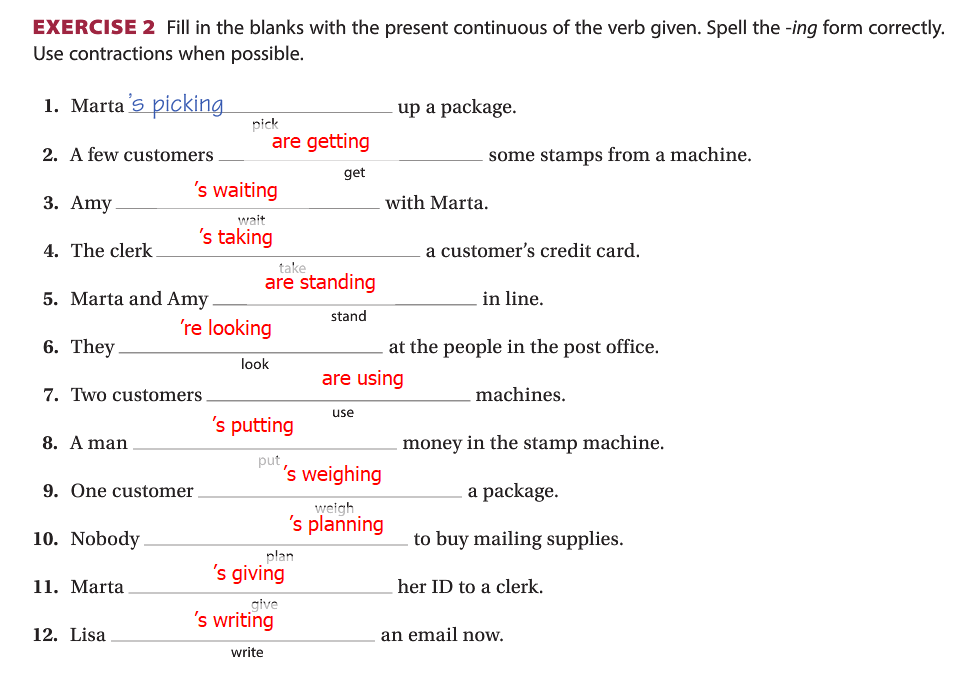 EXERCISE 2 Fill in the blanks with the present continuous of the verb given. Spell the -ing form correctly.
Use contractions when possible.
1. Marta 's picking up a package.
pick
2. A few customers are getting some stamps from a machine.
get
3. Amy 's waiting with Marta.
wait
4. The clerk 's taking a customer’s credit card.
take
5. Marta and Amy are standing in line.
stand
6. They 're looking at the people in the post office.
look
7. Two customers are using machines.
use
8. A man 's putting money in the stamp machine.
put
9. One customer 's weighing a package.
weigh
10. Nobody 's planning to buy mailing supplies.
plan
11. Marta 's giving her ID to a clerk.
give
12. Lisa 's writing an email now.
write